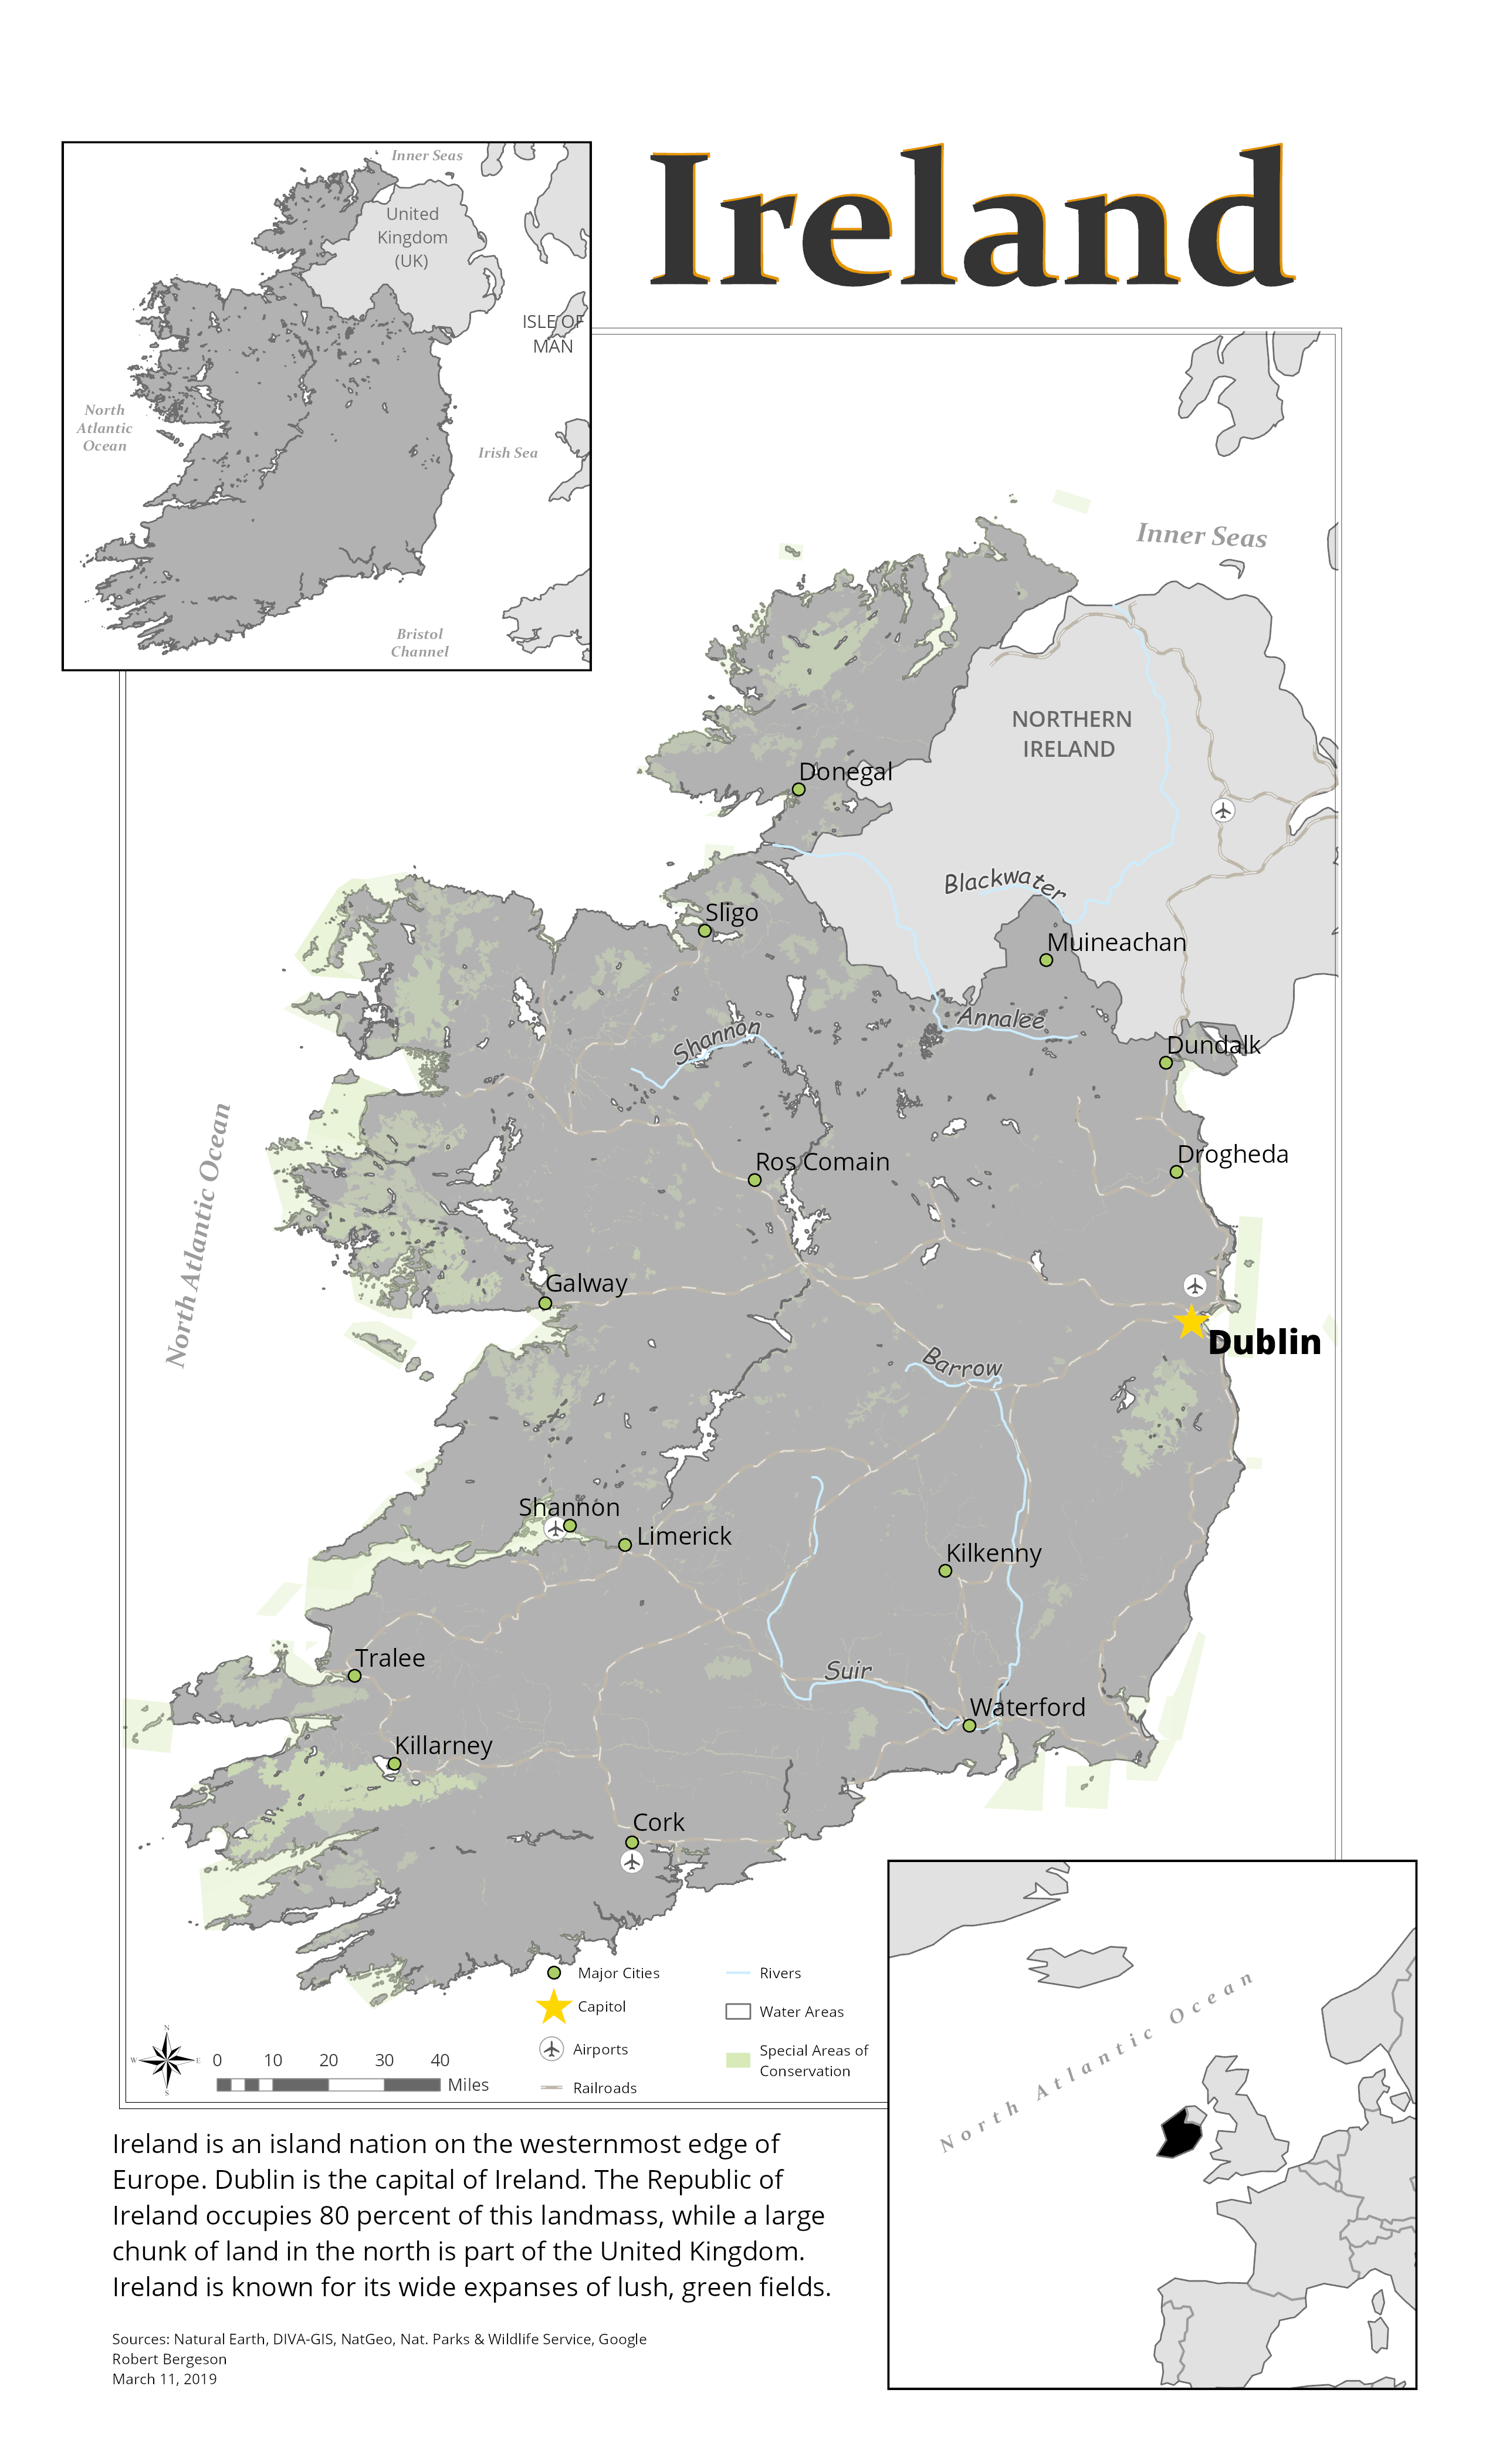 Ireland
Inner Seas
United
Kingdom
(UK)
ISLE OF
MAN
North
Atlantic
Ocean
Irish Sea
Bristol
Channel
Inner Seas
NORTHERN
IRELAND
Donegal
Blackwater
Sligo
Muineachan
Annalee
Shannon
Dundalk
North Atlantic Ocean
Drogheda
Ros Comain
Galway
Dublin
Barrow
Shannon
Limerick
Kilkenny
Tralee
Suir
Waterford
Killarney
Cork
Major Cities
Capitol
Airports
Railroads
Rivers
Water Areas
Special Areas of
Conservation
N
W E
S
0 10 20 30 40
Miles
North Atlantic Ocean
Ireland is an island nation on the westernmost edge of
Europe. Dublin is the capital of Ireland. The Republic of
Ireland occupies 80 percent of this landmass, while a large
chunk of land in the north is part of the United Kingdom.
Ireland is known for its wide expanses of lush, green fields.
Sources: Natural Earth, DIVA-GIS, NatGeo, Nat. Parks & Wildlife Service, Google
Robert Bergeson
March 11, 2019